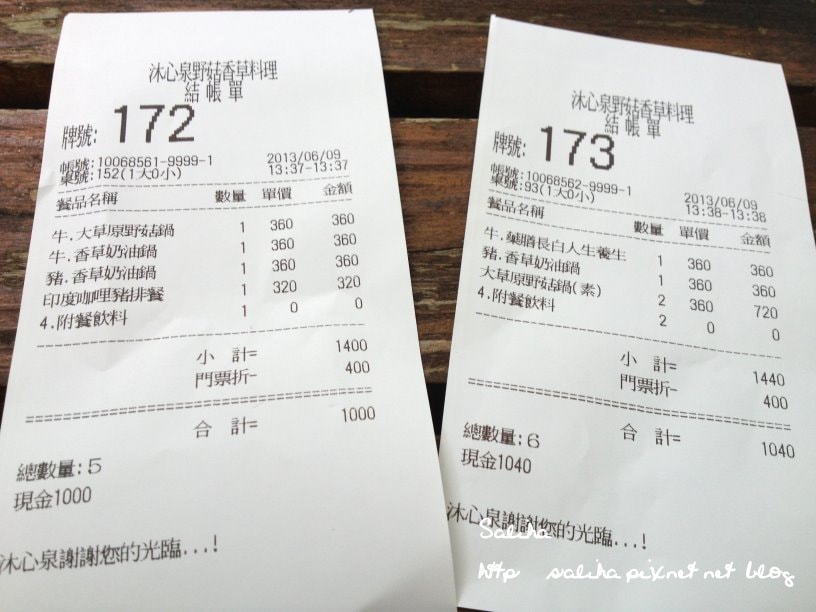 沐心泉野菇香草料理
結帳單
牌號: 172
帳號:10068561-9999-1
桌號:152(1大0小)
2013/06/09
13:37-13:37
餐品名稱 數量 單價 金額
牛.大草原野菇鍋 1 360 360
牛.香草奶油鍋 1 360 360
豬.香草奶油鍋 1 360 360
印度咖哩豬排餐 1 320 320
4.附餐飲料 1 0 0
小 計= 1400
門票折- 400
合 計= 1000
總數量:5
現金1000
沐心泉謝謝您的光臨...!
沐心泉野菇香草料理
結帳單
牌號: 173
帳號:10068562-9999-1
桌號:93(1大0小)
2013/06/09
13:38-13:38
餐品名稱 數量 單價 金額
牛.藥膳長白人生養生 1 360 360
豬.香草奶油鍋 1 360 360
大草原野菇鍋(素) 2 360 720
4.附餐飲料 2 0 0
小 計= 1440
門票折- 400
合 計= 1040
總數量:6
現金1040
沐心泉謝謝您的光臨...!
Saliha
http saliha.pixnet.net blog